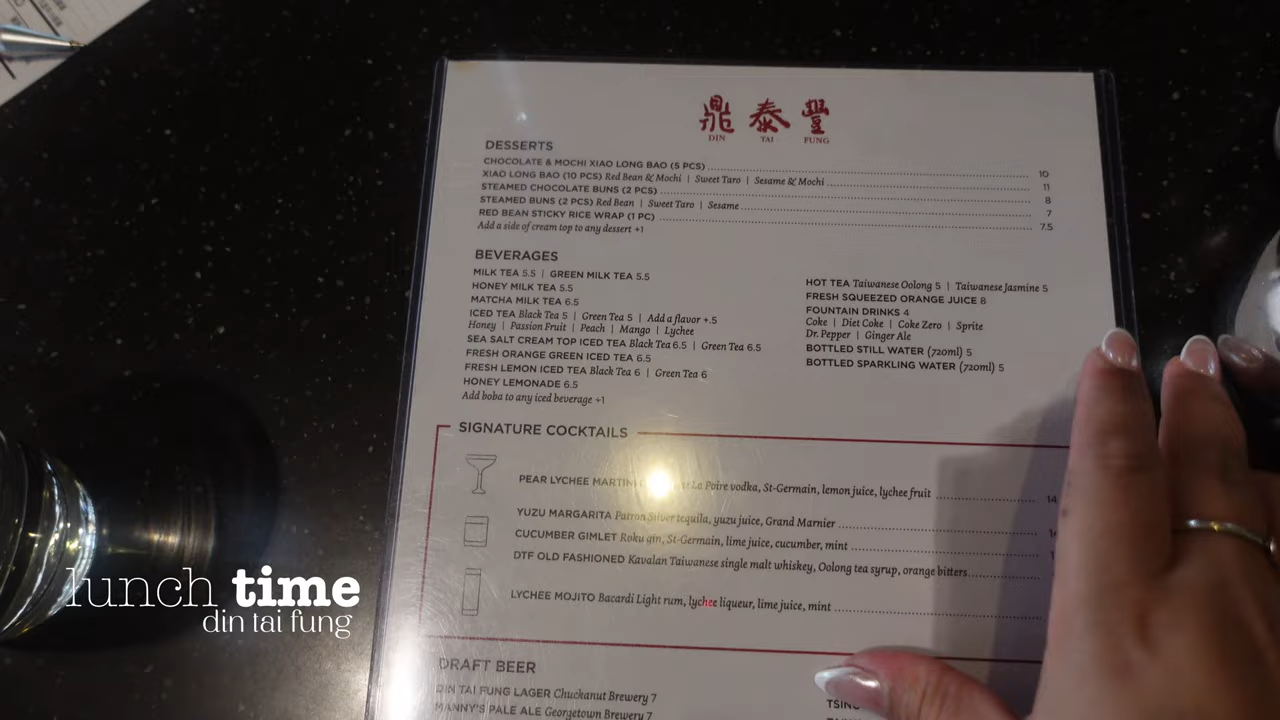 鼎泰豐
DIN TAI FUNG
DESSERTS
CHOCOLATE & MOCHI XIAO LONG BAO (5 PCS) 10
XIAO LONG BAO (10 PCS) Red Bean & Mochi | Sweet Taro | Sesame & Mochi 11
STEAMED CHOCOLATE BUNS (2 PCS) 8
STEAMED BUNS (2 PCS) Red Bean | Sweet Taro | Sesame 7
RED BEAN STICKY RICE WRAP (1 PC) 7.5
Add a side of cream top to any dessert +1
BEVERAGES
MILK TEA 5.5 | GREEN MILK TEA 5.5
HONEY MILK TEA 5.5
MATCHA MILK TEA 6.5
ICED TEA Black Tea 5 | Green Tea 5 | Add a flavor +.5
Honey | Passion Fruit | Peach | Mango | Lychee
SEA SALT CREAM TOP ICED TEA Black Tea 6.5 | Green Tea 6.5
FRESH ORANGE GREEN ICED TEA 6.5
FRESH LEMON ICED TEA Black Tea 6 | Green Tea 6
HONEY LEMONADE 6.5
Add boba to any iced beverage +1
HOT TEA Taiwanese Oolong 5 | Taiwanese Jasmine 5
FRESH SQUEEZED ORANGE JUICE 8
FOUNTAIN DRINKS 4
Coke | Diet Coke | Coke Zero | Sprite
Dr. Pepper | Ginger Ale
BOTTLED STILL WATER (720ml) 5
BOTTLED SPARKLING WATER (720ml) 5
SIGNATURE COCKTAILS
PEAR LYCHEE MARTINI La Poire vodka, St-Germain, lemon juice, lychee fruit 14
YUZU MARGARITA Patron Silver tequila, yuzu juice, Grand Marnier
CUCUMBER GIMLET Roku gin, St-Germain, lime juice, cucumber, mint
DTF OLD FASHIONED Kavalan Taiwanese single malt whiskey, Oolong tea syrup, orange bitters
LYCHEE MOJITO Bacardi Light rum, lychee liqueur, lime juice, mint
DRAFT BEER
DIN TAI FUNG LAGER Chuckanut Brewery 7
MANNY'S PALE ALE Georgetown Brewery 7
lunch time
din tai fung